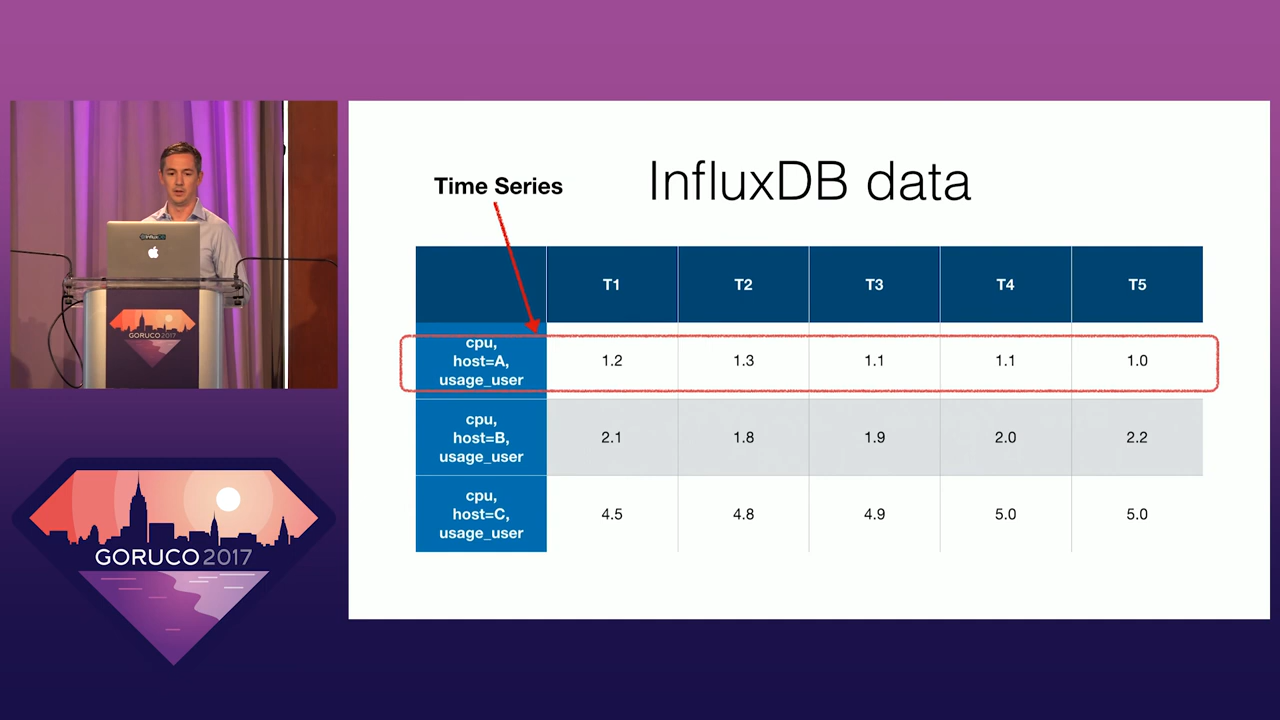 InfluxDB data
Time Series
T1 T2 T3 T4 T5
cpu,
host=A,
usage_user
1.2 1.3 1.1 1.1 1.0
cpu,
host=B,
usage_user
2.1 1.8 1.9 2.0 2.2
cpu,
host=C,
usage_user
4.5 4.8 4.9 5.0 5.0
influxDB
GORUCO 2017
GORUCO 2017